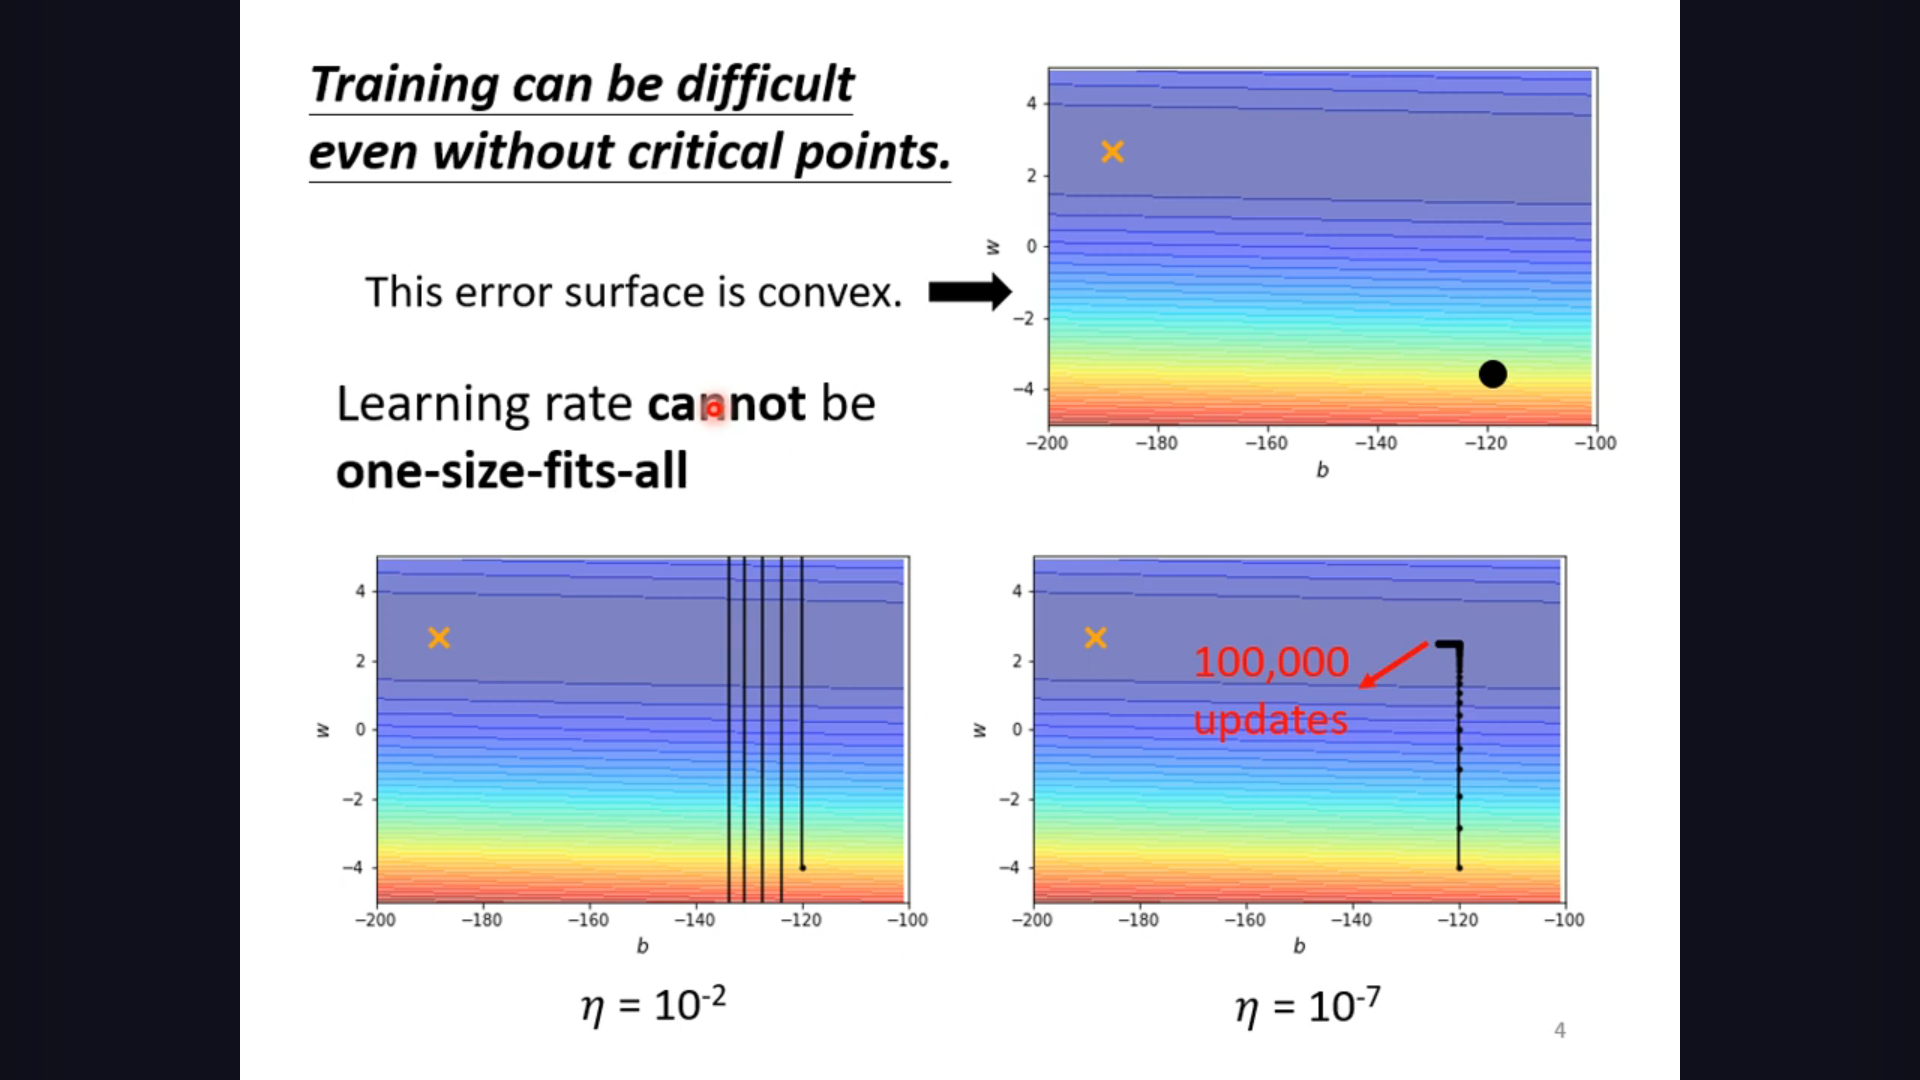 Training can be difficult
even without critical points.
This error surface is convex.
Learning rate cannot be
one-size-fits-all
4
2
0
−2
−4
w
−200 −180 −160 −140 −120 −100
b
4
2
0
−2
−4
w
−200 −180 −160 −140 −120 −100
b
η = 10-2
100,000
updates
4
2
0
−2
−4
w
−200 −180 −160 −140 −120 −100
b
η = 10-7
4